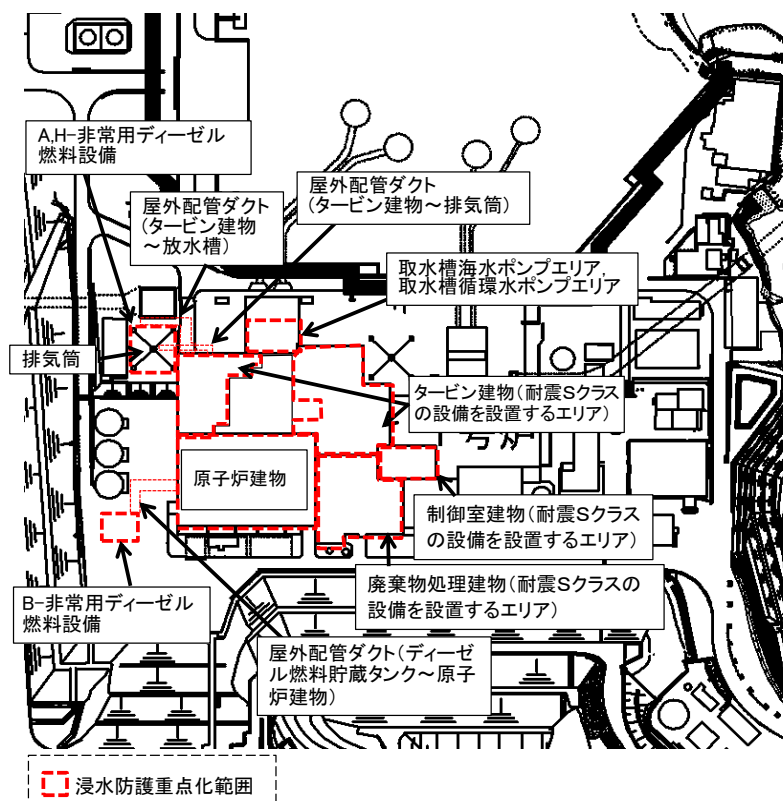 A,H-非常用ディーゼル
燃料設備
屋外配管ダクト
(タービン建物
～放水槽)
屋外配管ダクト
(タービン建物～排気筒)
取水槽海水ポンプエリア,
取水槽循環水ポンプエリア
排気筒
タービン建物(耐震Sクラス
の設備を設置するエリア)
号炉
原子炉建物
制御室建物(耐震Sクラス
の設備を設置するエリア)
廃棄物処理建物(耐震Sクラスの
設備を設置するエリア)
B-非常用ディーゼル
燃料設備
屋外配管ダクト(ディーゼ
ル燃料貯蔵タンク～原子
炉建物)
浸水防護重点化範囲